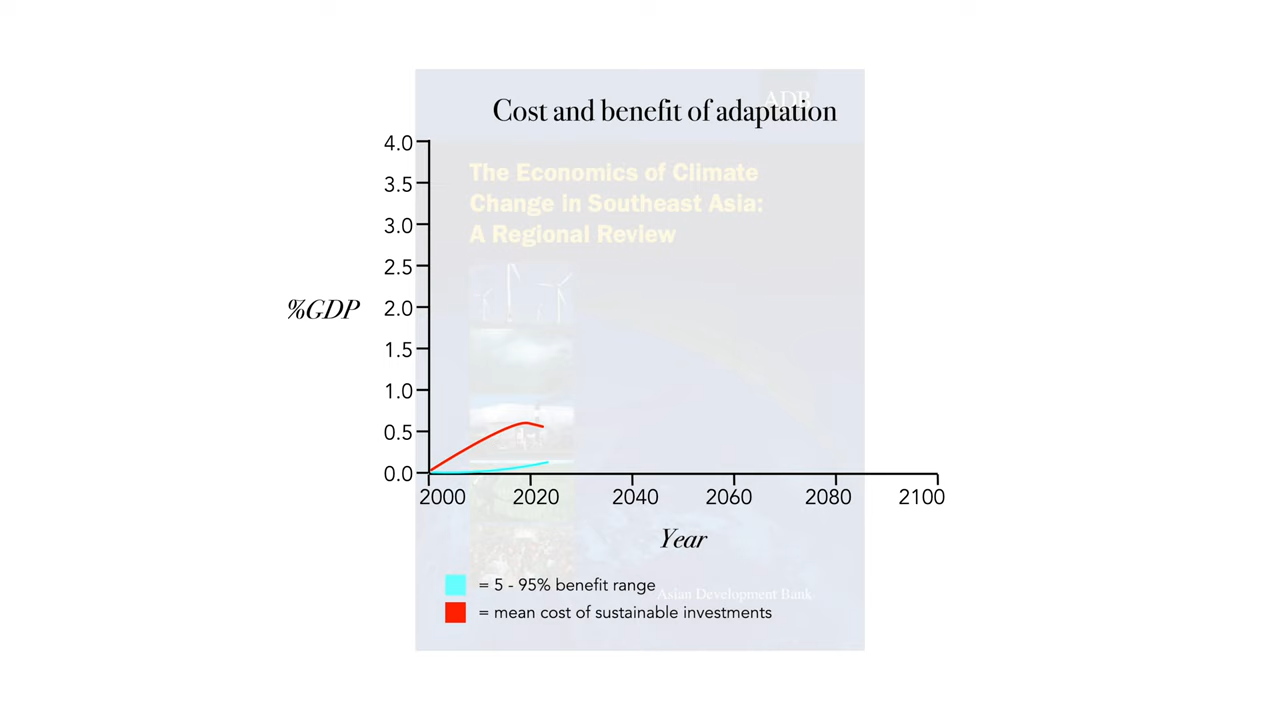 ADB
Cost and benefit of adaptation
The Economics of Climate
Change in Southeast Asia:
A Regional Review
4.0
3.5
3.0
2.5
2.0
1.5
1.0
0.5
0.0
%GDP
2000 2020 2040 2060 2080 2100
Year
= 5 - 95% benefit range
Asian Development Bank
= mean cost of sustainable investments